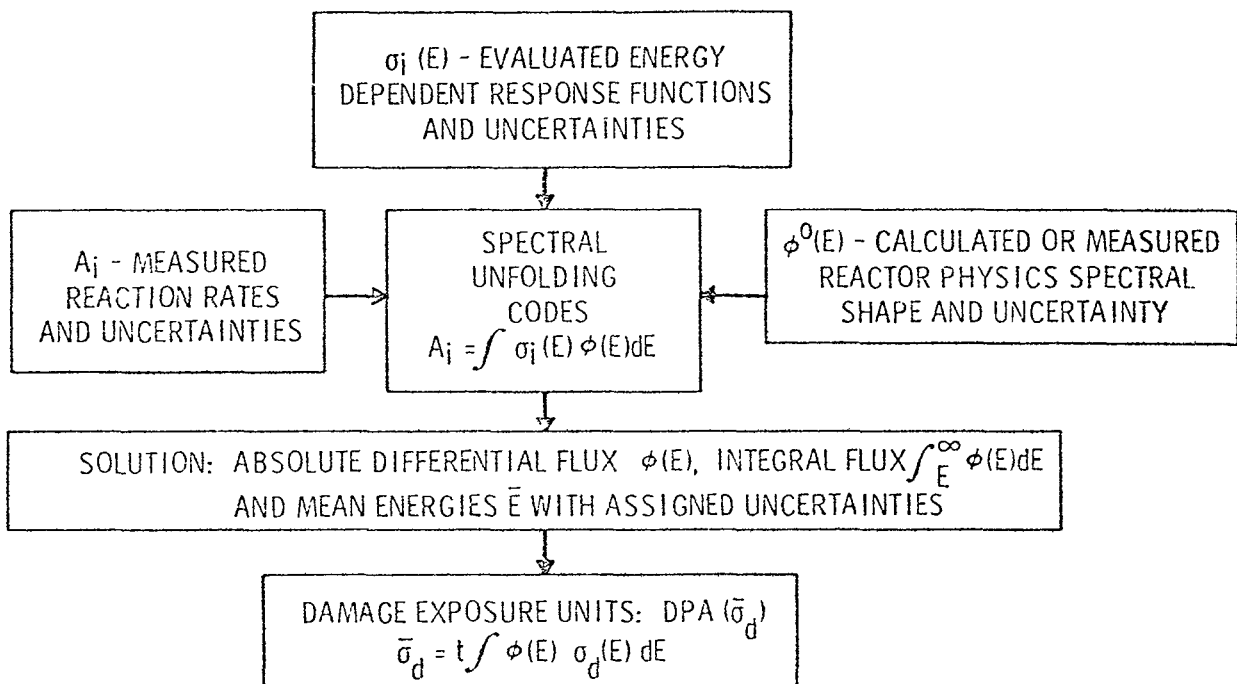 σi (E) - EVALUATED ENERGY
DEPENDENT RESPONSE FUNCTIONS
AND UNCERTAINTIES
Ai - MEASURED
REACTION RATES
AND UNCERTAINTIES
SPECTRAL
UNFOLDING
CODES
Ai = ∫ σi (E) ϕ(E)dE
ϕ⁰(E) - CALCULATED OR MEASURED
REACTOR PHYSICS SPECTRAL
SHAPE AND UNCERTAINTY
SOLUTION: ABSOLUTE DIFFERENTIAL FLUX ϕ(E), INTEGRAL FLUX ∫_E^∞ ϕ(E)dE
AND MEAN ENERGIES Ē WITH ASSIGNED UNCERTAINTIES
DAMAGE EXPOSURE UNITS: DPA (σ̄d)
σ̄d = t ∫ ϕ(E) σd(E) dE